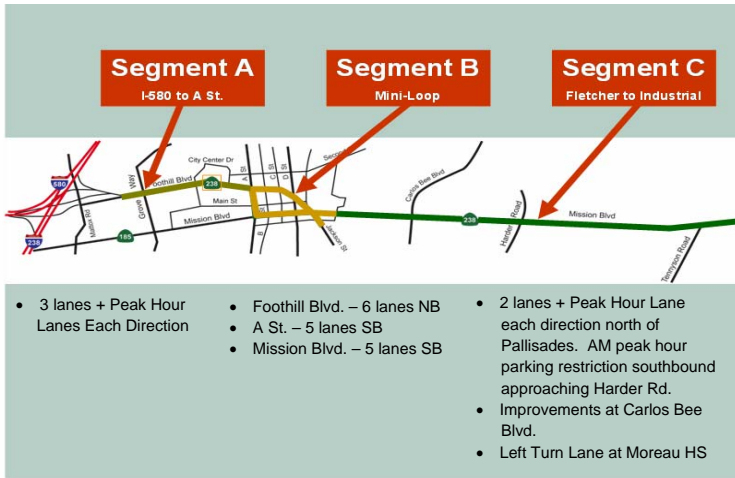 Segment A
I-580 to A St.
Segment B
Mini-Loop
Segment C
Fletcher to Industrial
680
238
Mattox Rd
Grove Way
Foothill Blvd
City Center Dr
238
Main St
Mission Blvd
185
A St
B
C St
D St
Second
Jackson St
Carlos Bee Blvd
238
Harder Road
Mission Blvd
Tennyson Road
• 3 lanes + Peak Hour
Lanes Each Direction
• Foothill Blvd. – 6 lanes NB
• A St. – 5 lanes SB
• Mission Blvd. – 5 lanes SB
• 2 lanes + Peak Hour Lane
each direction north of
Pallisades. AM peak hour
parking restriction southbound
approaching Harder Rd.
• Improvements at Carlos Bee
Blvd.
• Left Turn Lane at Moreau HS